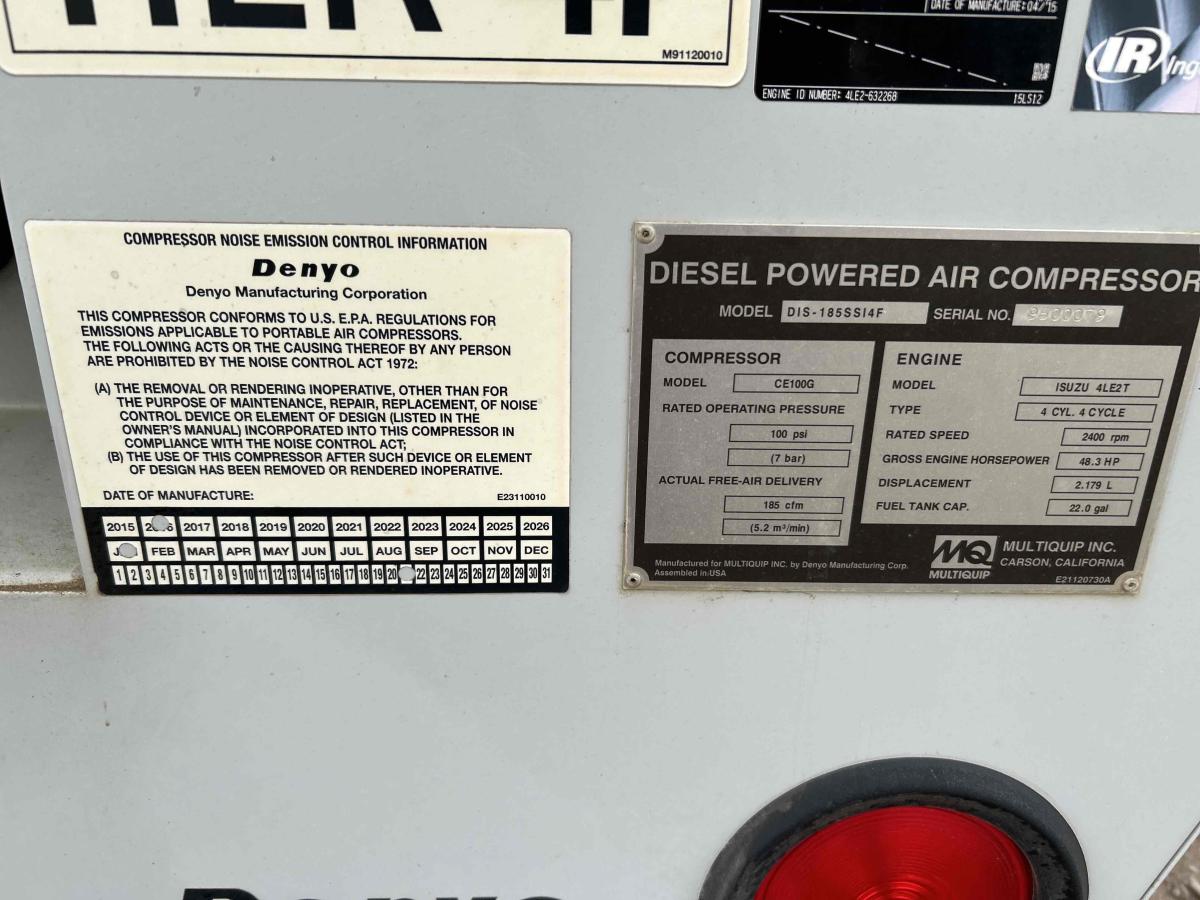 M91120010
DATE OF MANUFACTURE:04/'15
ENGINE ID NUMBER: 4LE2-632268
15LS12
IR
COMPRESSOR NOISE EMISSION CONTROL INFORMATION
Denyo
Denyo Manufacturing Corporation
THIS COMPRESSOR CONFORMS TO U.S. E.P.A. REGULATIONS FOR
EMISSIONS APPLICABLE TO PORTABLE AIR COMPRESSORS.
THE FOLLOWING ACTS OR THE CAUSING THEREOF BY ANY PERSON
ARE PROHIBITED BY THE NOISE CONTROL ACT 1972:
(A) THE REMOVAL OR RENDERING INOPERATIVE, OTHER THAN FOR
THE PURPOSE OF MAINTENANCE, REPAIR, REPLACEMENT, OF NOISE
CONTROL DEVICE OR ELEMENT OF DESIGN (LISTED IN THE
OWNER'S MANUAL) INCORPORATED INTO THIS COMPRESSOR IN
COMPLIANCE WITH THE NOISE CONTROL ACT;
(B) THE USE OF THIS COMPRESSOR AFTER SUCH DEVICE OR ELEMENT
OF DESIGN HAS BEEN REMOVED OR RENDERED INOPERATIVE.
DATE OF MANUFACTURE:
E23110010
2015 2017 2018 2019 2020 2021 2022 2023 2024 2025 2026
FEB MAR APR MAY JUN JUL AUG SEP OCT NOV DEC
1 2 3 4 5 6 7 8 9 10 11 12 13 14 15 16 17 18 19 20 22 23 24 25 26 27 28 29 30 31
DIESEL POWERED AIR COMPRESSOR
MODEL DIS-185SSI4F SERIAL NO.
COMPRESSOR
MODEL CE100G
RATED OPERATING PRESSURE
100 psi
(7 bar)
ACTUAL FREE-AIR DELIVERY
185 cfm
(5.2 m³/min)
ENGINE
MODEL ISUZU 4LE2T
TYPE 4 CYL. 4 CYCLE
RATED SPEED 2400 rpm
GROSS ENGINE HORSEPOWER 48.3 HP
DISPLACEMENT 2.179 L
FUEL TANK CAP. 22.0 gal
Manufactured for MULTIQUIP INC. by Denyo Manufacturing Corp.
Assembled in USA
MQ
MULTIQUIP
MULTIQUIP INC.
CARSON, CALIFORNIA
E21120730A
Denyo